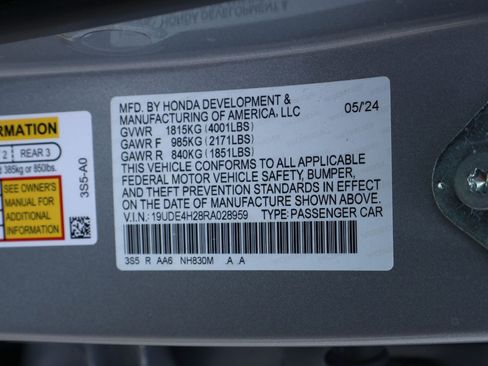 MFD. BY HONDA DEVELOPMENT &
MANUFACTURING OF AMERICA, LLC 05/'24
GVWR 1815KG (4001LBS)
GAWR F 985KG (2171LBS)
GAWR R 840KG (1851LBS)
THIS VEHICLE CONFORMS TO ALL APPLICABLE
FEDERAL MOTOR VEHICLE SAFETY, BUMPER,
AND THEFT PREVENTION STANDARDS IN EFFECT
ON THE DATE OF MANUFACTURE SHOWN ABOVE.
V.I.N.: 19UDE4H28RA028959 TYPE: PASSENGER CAR
3S5 R AA6 NH830M .A .A
RMATION
2 REAR 3
d 385kg or 850lbs.
SEE OWNER'S
MANUAL FOR
ADDITIONAL
INFORMATION
3S5-A0